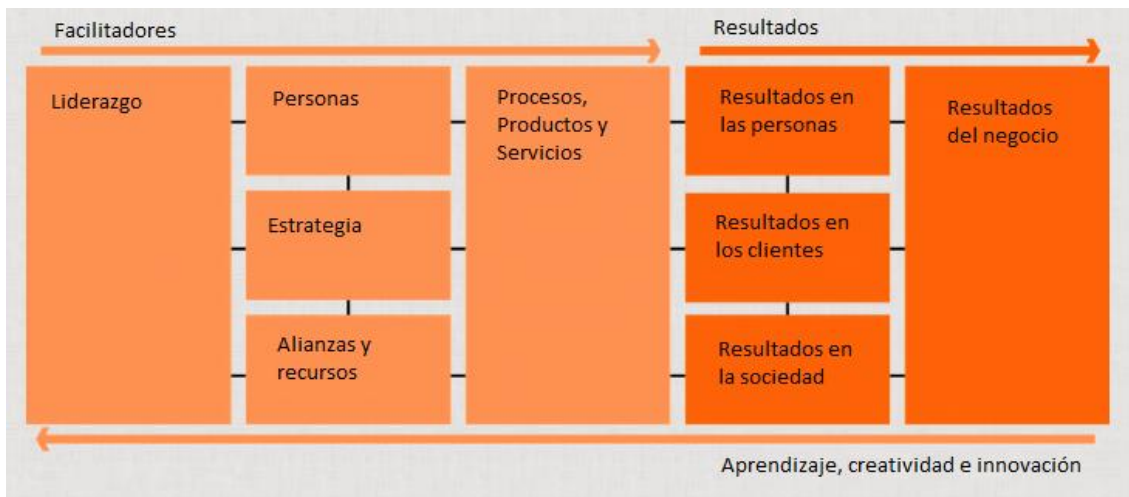 Facilitadores
Resultados
Liderazgo
Personas
Estrategia
Alianzas y
recursos
Procesos,
Productos y
Servicios
Resultados en
las personas
Resultados en
los clientes
Resultados en
la sociedad
Resultados
del negocio
Aprendizaje, creatividad e innovación